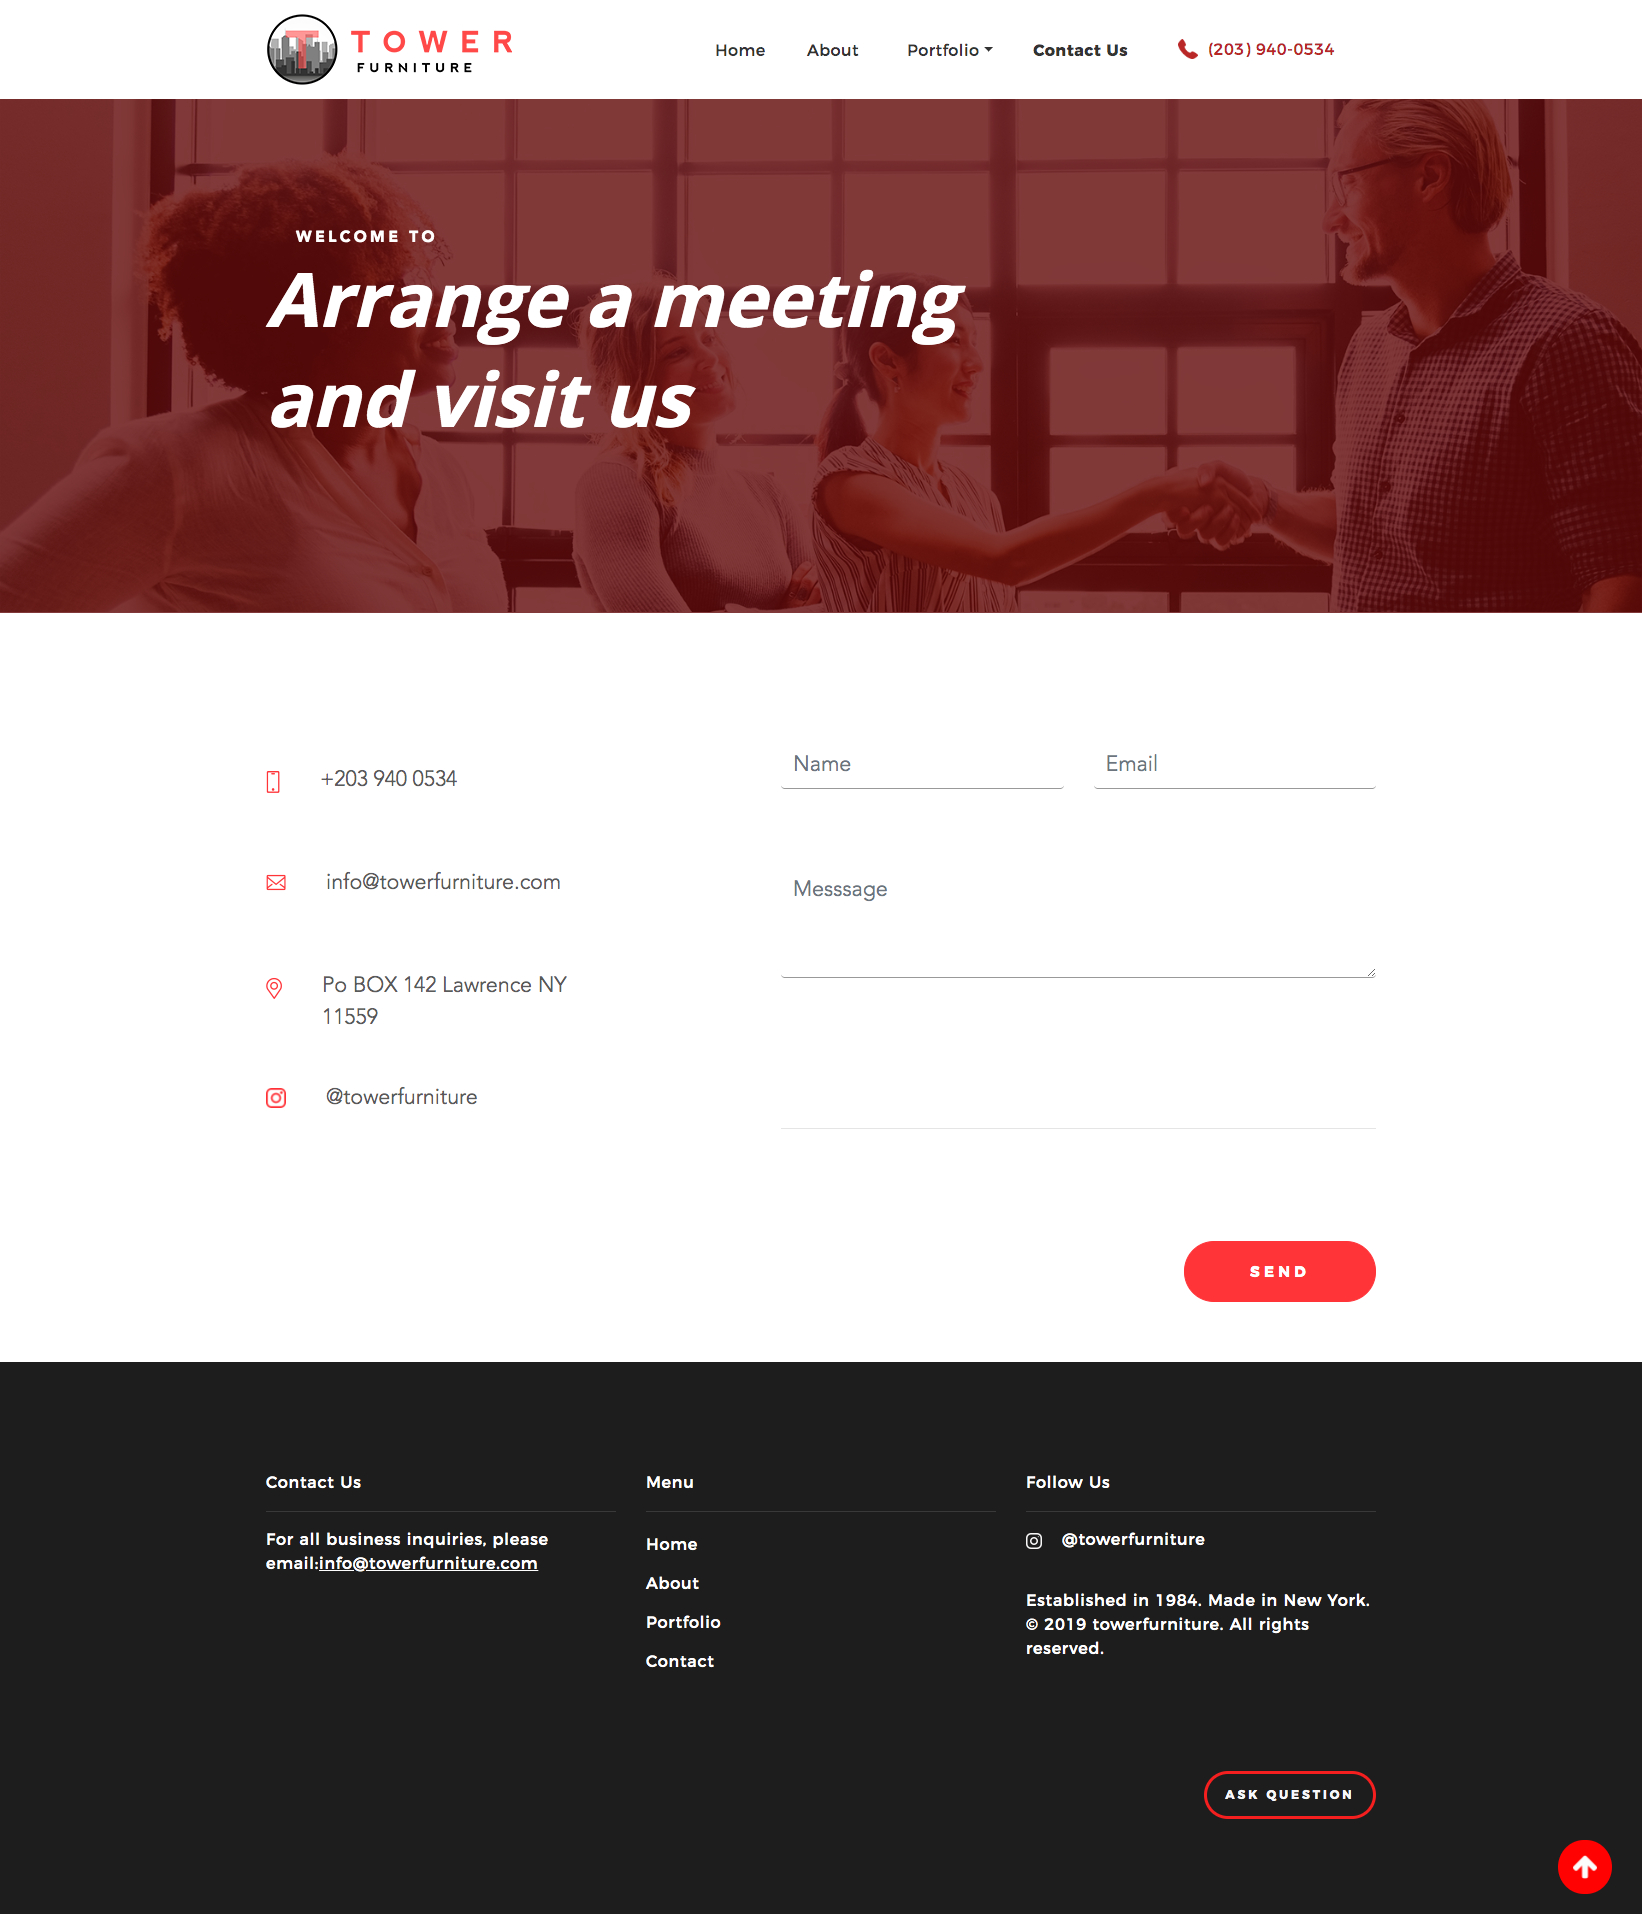 TOWER
FURNITURE
Home About Portfolio Contact Us (203) 940-0534
WELCOME TO
Arrange a meeting
and visit us
+203 940 0534
info@towerfurniture.com
Po BOX 142 Lawrence NY
11559
@towerfurniture
Name Email
Messsage
SEND
Contact Us
For all business inquiries, please
email:info@towerfurniture.com
Menu
Home
About
Portfolio
Contact
Follow Us
@towerfurniture
Established in 1984. Made in New York.
© 2019 towerfurniture. All rights
reserved.
ASK QUESTION